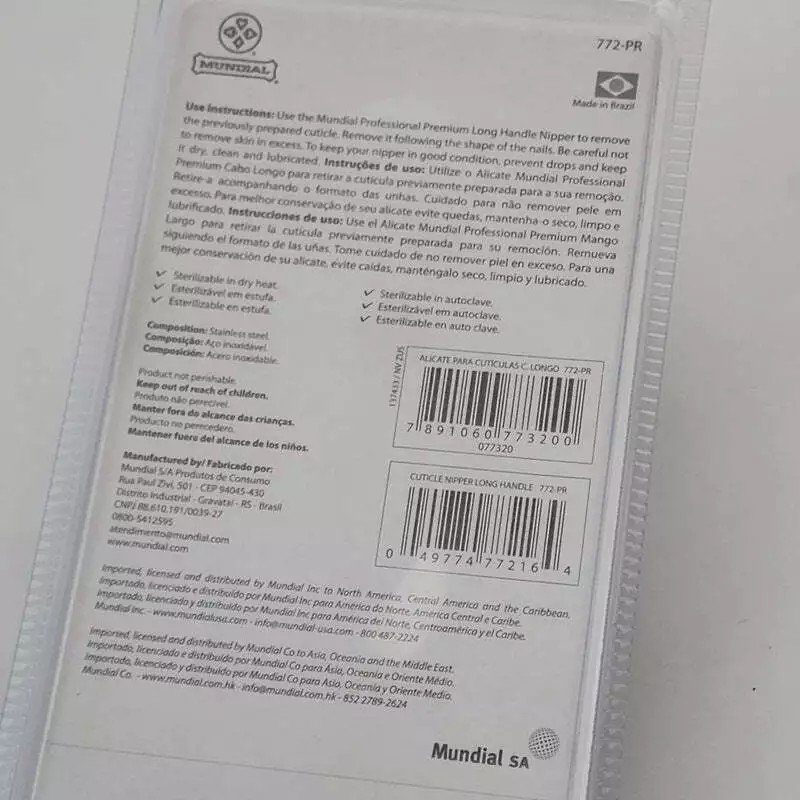 MUNDIAL
772-PR
Made in Brazil
Use Instructions: Use the Mundial Professional Premium Long Handle Nipper to remove
the previously prepared cuticle. Remove it following the shape of the nails. Be careful not
to remove skin in excess. To keep your nipper in good condition, prevent drops and keep
it dry, clean and lubricated. Instruções de uso: Utilize o Alicate Mundial Professional
Premium Cabo Longo para retirar a cutícula previamente preparada para a sua remoção.
Retire-a acompanhando o formato das unhas. Cuidado para não remover pele em
excesso. Para melhor conservação de seu alicate evite quedas, mantenha-o seco, limpo e
lubrificado. Instrucciones de uso: Use el Alicate Mundial Professional Premium Mango
Largo para retirar la cutícula previamente preparada para su remoción. Remueva
siguiendo el formato de las uñas. Tome cuidado de no remover piel en exceso. Para una
mejor conservación de su alicate, evite caídas, manténgalo seco, limpio y lubricado.
Sterilizable in dry heat.
Esterilizável em estufa.
Esterilizable en estufa.
Sterilizable in autoclave.
Esterilizável em autoclave.
Esterilizable en auto clave.
Composition: Stainless steel.
Composição: Aço inoxidável.
Composición: Acero inoxidable.
Product not perishable.
Keep out of reach of children.
Produto não perecível.
Manter fora do alcance das crianças.
Producto no perecedero.
Mantener fuera del alcance de los niños.
Manufactured by/ Fabricado por:
Mundial S/A Produtos de Consumo
Rua Paul Zivi, 501 - CEP 94045-430
Distrito Industrial - Gravataí - RS - Brasil
CNPJ 88.610.191/0039-27
0800-5412595
atendimento@mundial.com
www.mundial.com
137433 / NV ZUS
ALICATE PARA CUTÍCULAS C. LONGO 772-PR
7 891060 773200
077320
CUTICLE NIPPER LONG HANDLE 772-PR
0 49774 77216 4
Imported, licensed and distributed by Mundial Inc to North America, Central America and the Caribbean.
Importado, licenciado e distribuído por Mundial Inc para América do Norte, America Central e Caribe.
Importado, licenciado y distribuido por Mundial Inc para América del Norte, Centroamérica y el Caribe.
Mundial Inc. - www.mundialusa.com - info@mundial-usa.com - 800 487-2224
Imported, licensed and distributed by Mundial Co to Asia, Oceania and the Middle East.
Importado, licenciado e distribuído por Mundial Co para Ásia, Oceania e Oriente Médio.
Importado, licenciado y distribuido por Mundial Co para Ásia, Oceanía y Oriente Medio.
Mundial Co. - www.mundial.com.hk - info@mundial.com.hk - 852 2789-2624
Mundial SA